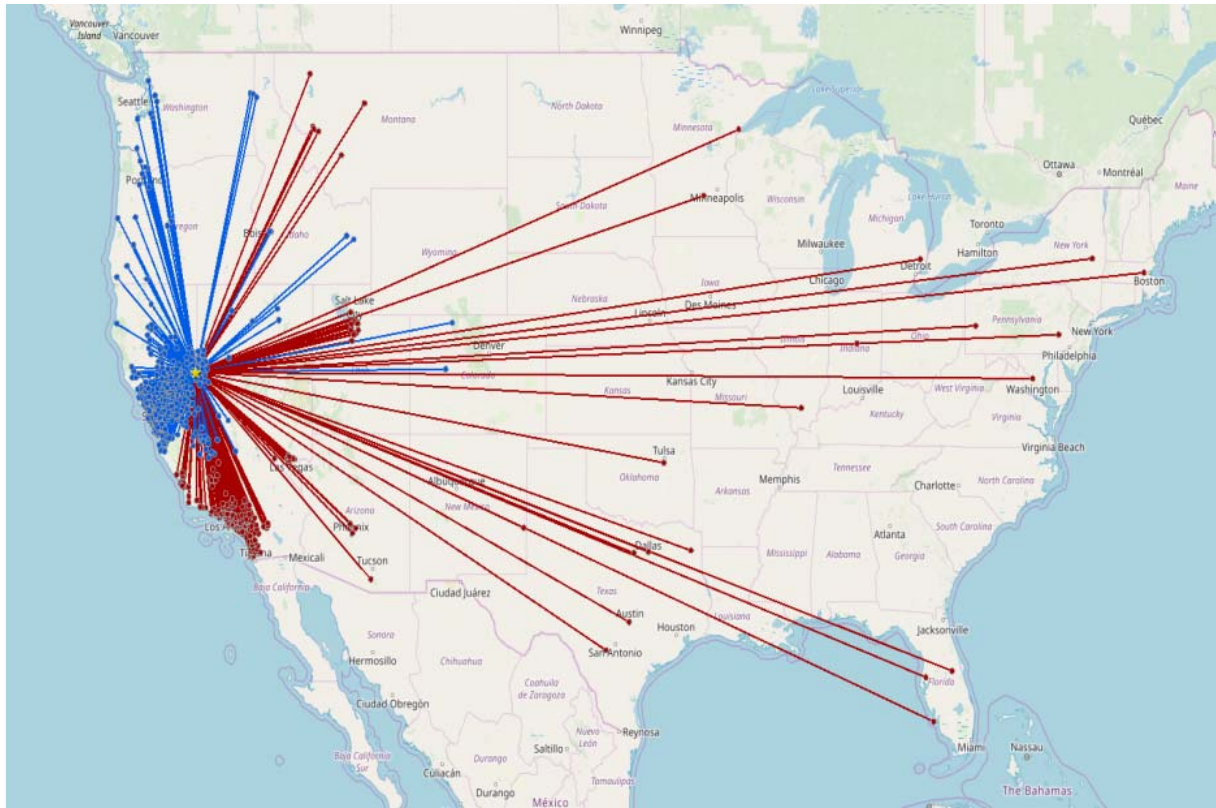 Vancouver
Island
Vancouver
Winnipeg
Seattle
Washington
North Dakota
Montana
Minnesota
Lake Superior
Québec
Ottawa
Montréal
Maine
Minneapolis
Wisconsin
Lake Huron
Michigan
Toronto
Hamilton
New York
South Dakota
Idaho
Wyoming
Milwaukee
Detroit
Chicago
Boston
Iowa
Des Moines
Nebraska
Lincoln
Salt Lake
Pennsylvania
New York
Ohio
Illinois
Indiana
Philadelphia
Denver
Colorado
Kansas City
Kansas
Missouri
Louisville
West Virginia
Washington
Kentucky
Virginia
Virginia Beach
Las Vegas
Tulsa
Oklahoma
Albuquerque
New Mexico
Arizona
Memphis
Tennessee
Arkansas
Charlotte
North Carolina
South Carolina
Atlanta
Georgia
Alabama
Mississippi
Phoenix
Tucson
Mexicali
Dallas
Texas
Baja California
Ciudad Juárez
Austin
Houston
Louisiana
San Antonio
Jacksonville
Florida
Sonora
Hermosillo
Chihuahua
Coahuila
de Zaragoza
Ciudad Obregón
Nuevo
León
Reynosa
Saltillo
Miami
Nassau
Baja California
Sur
Durango
Culiacán
Durango
Tamaulipas
México
The Bahamas